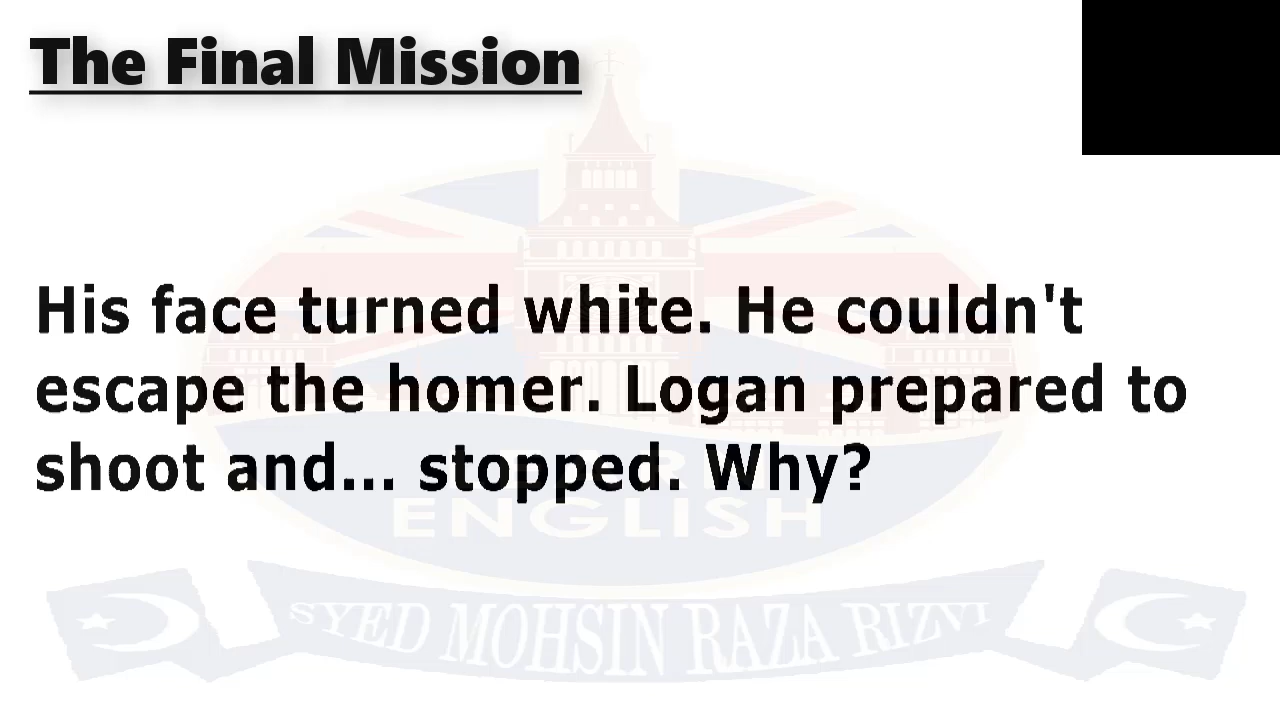 The Final Mission
His face turned white. He couldn't
escape the homer. Logan prepared to
shoot and... stopped. Why?
ENGLISH
SYED MOHSIN RAZA RIZVI